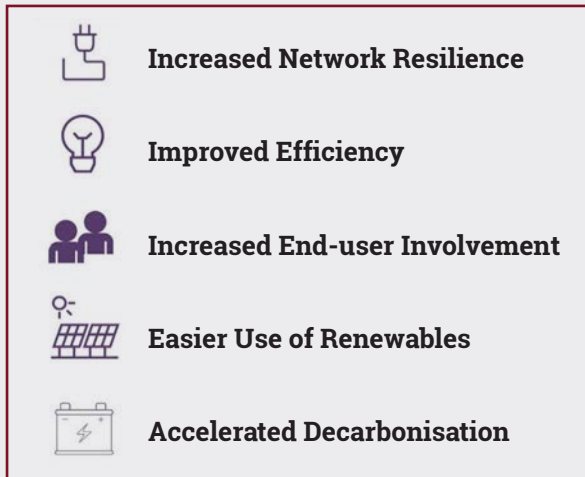 Increased Network Resilience
Improved Efficiency
Increased End-user Involvement
Easier Use of Renewables
Accelerated Decarbonisation